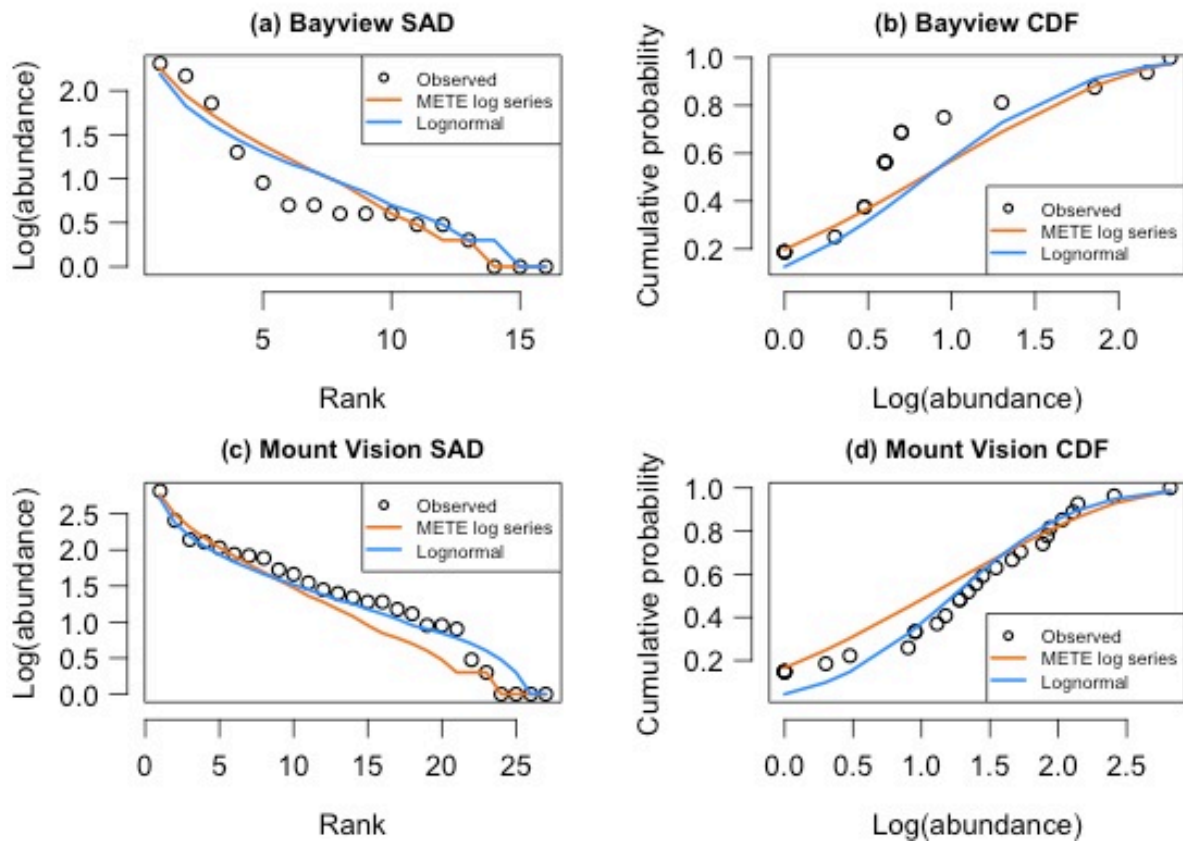 (a) Bayview SAD
Log(abundance)
2.0
1.5
1.0
0.5
0.0
Observed
METE log series
Lognormal
5 10 15
Rank
(b) Bayview CDF
Cumulative probability
1.0
0.8
0.6
0.4
0.2
Observed
METE log series
Lognormal
0.0 0.5 1.0 1.5 2.0
Log(abundance)
(c) Mount Vision SAD
Log(abundance)
2.5
2.0
1.5
1.0
0.5
0.0
Observed
METE log series
Lognormal
0 5 10 15 20 25
Rank
(d) Mount Vision CDF
Cumulative probability
1.0
0.8
0.6
0.4
0.2
Observed
METE log series
Lognormal
0.0 0.5 1.0 1.5 2.0 2.5
Log(abundance)